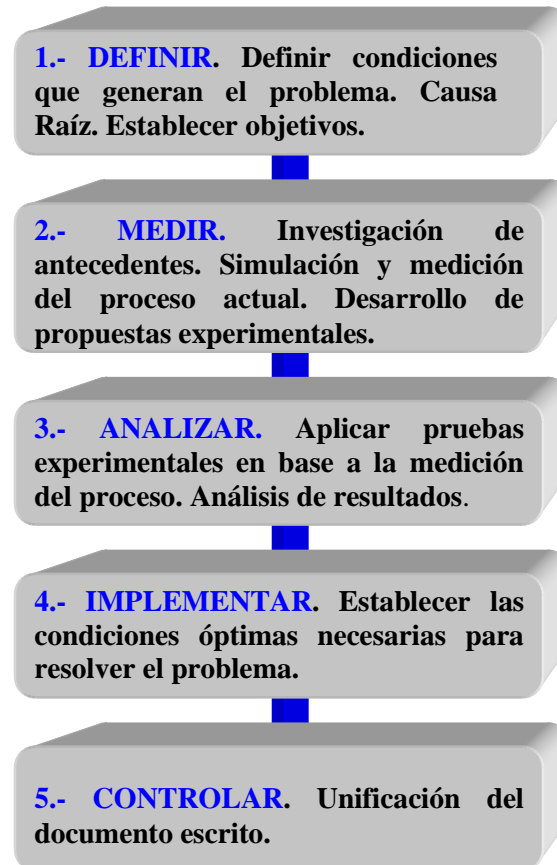 1.- DEFINIR. Definir condiciones
que generan el problema. Causa
Raíz. Establecer objetivos.
2.- MEDIR. Investigación de
antecedentes. Simulación y medición
del proceso actual. Desarrollo de
propuestas experimentales.
3.- ANALIZAR. Aplicar pruebas
experimentales en base a la medición
del proceso. Análisis de resultados.
4.- IMPLEMENTAR. Establecer las
condiciones óptimas necesarias para
resolver el problema.
5.- CONTROLAR. Unificación del
documento escrito.